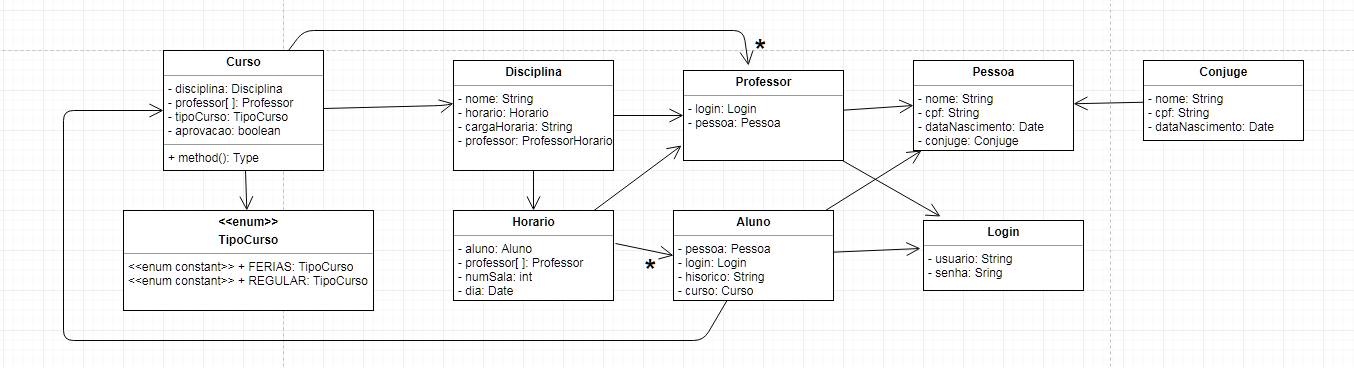 Curso
- disciplina: Disciplina
- professor[ ]: Professor
- tipoCurso: TipoCurso
- aprovacao: boolean
+ method(): Type
Disciplina
- nome: String
- horario: Horario
- cargaHoraria: String
- professor: ProfessorHorario
*
Professor
- login: Login
- pessoa: Pessoa
Pessoa
- nome: String
- cpf: String
- dataNascimento: Date
- conjuge: Conjuge
Conjuge
- nome: String
- cpf: String
- dataNascimento: Date
<<enum>>
TipoCurso
<<enum constant>> + FERIAS: TipoCurso
<<enum constant>> + REGULAR: TipoCurso
Horario
- aluno: Aluno
- professor[ ]: Professor
- numSala: int
- dia: Date
*
Aluno
- pessoa: Pessoa
- login: Login
- hisorico: String
- curso: Curso
Login
- usuario: String
- senha: Sring